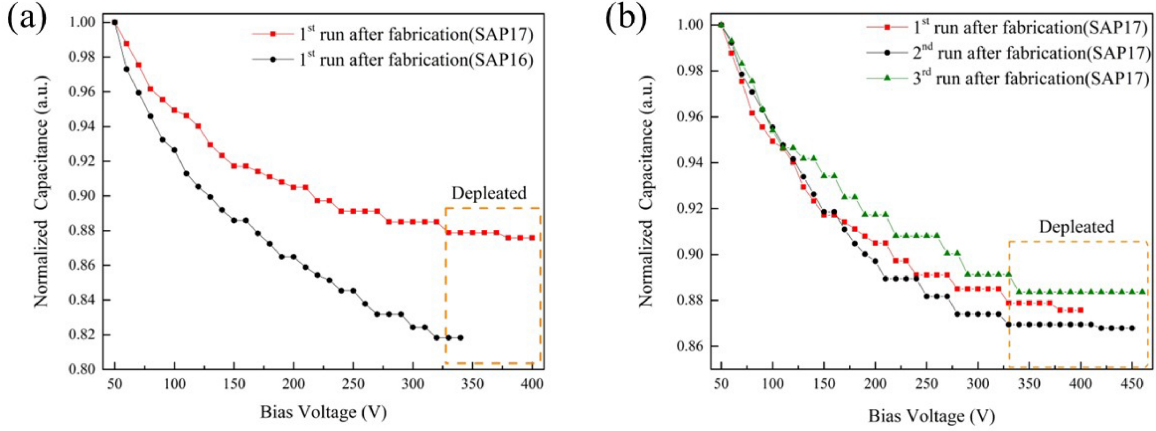 (a)
1st run after fabrication(SAP17)
1st run after fabrication(SAP16)
Depleated
Normalized Capacitance (a.u.)
1.00
0.98
0.96
0.94
0.92
0.90
0.88
0.86
0.84
0.82
0.80
50 100 150 200 250 300 350 400
Bias Voltage (V)
(b)
1st run after fabrication(SAP17)
2nd run after fabrication(SAP17)
3rd run after fabrication(SAP17)
Depleated
Normalized Capacitance (a.u.)
1.00
0.98
0.96
0.94
0.92
0.90
0.88
0.86
50 100 150 200 250 300 350 400 450
Bias Voltage (V)